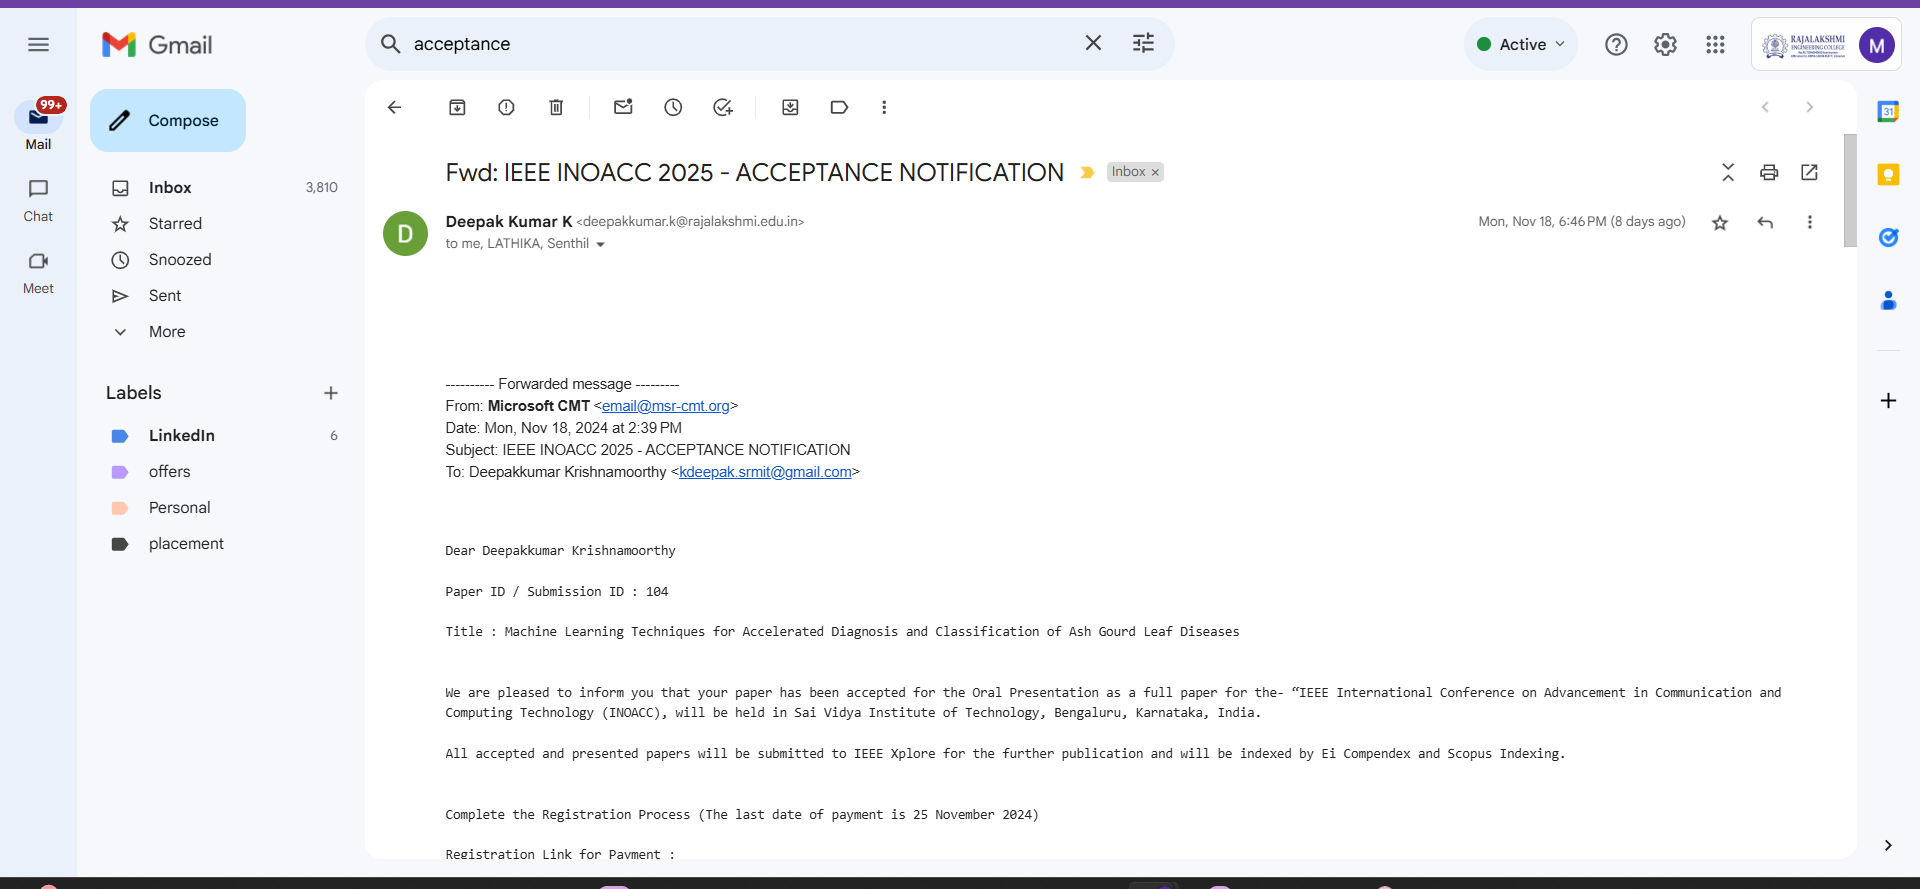 Gmail
acceptance
Active
RAJALAKSHMI
ENGINEERING COLLEGE
M
99+
Mail
Chat
Meet
Compose
Inbox 3,810
Starred
Snoozed
Sent
More
Labels
LinkedIn 6
offers
Personal
placement
31
Fwd: IEEE INOACC 2025 - ACCEPTANCE NOTIFICATION
Inbox ×
D
Deepak Kumar K <deepakkumar.k@rajalakshmi.edu.in>
Mon, Nov 18, 6:46 PM (8 days ago)
to me, LATHIKA, Senthil
---------- Forwarded message ---------
From: Microsoft CMT <email@msr-cmt.org>
Date: Mon, Nov 18, 2024 at 2:39 PM
Subject: IEEE INOACC 2025 - ACCEPTANCE NOTIFICATION
To: Deepakkumar Krishnamoorthy <kdeepak.srmit@gmail.com>
Dear Deepakkumar Krishnamoorthy
Paper ID / Submission ID : 104
Title : Machine Learning Techniques for Accelerated Diagnosis and Classification of Ash Gourd Leaf Diseases
We are pleased to inform you that your paper has been accepted for the Oral Presentation as a full paper for the- “IEEE International Conference on Advancement in Communication and
Computing Technology (INOACC), will be held in Sai Vidya Institute of Technology, Bengaluru, Karnataka, India.
All accepted and presented papers will be submitted to IEEE Xplore for the further publication and will be indexed by Ei Compendex and Scopus Indexing.
Complete the Registration Process (The last date of payment is 25 November 2024)
Registration Link for Payment :